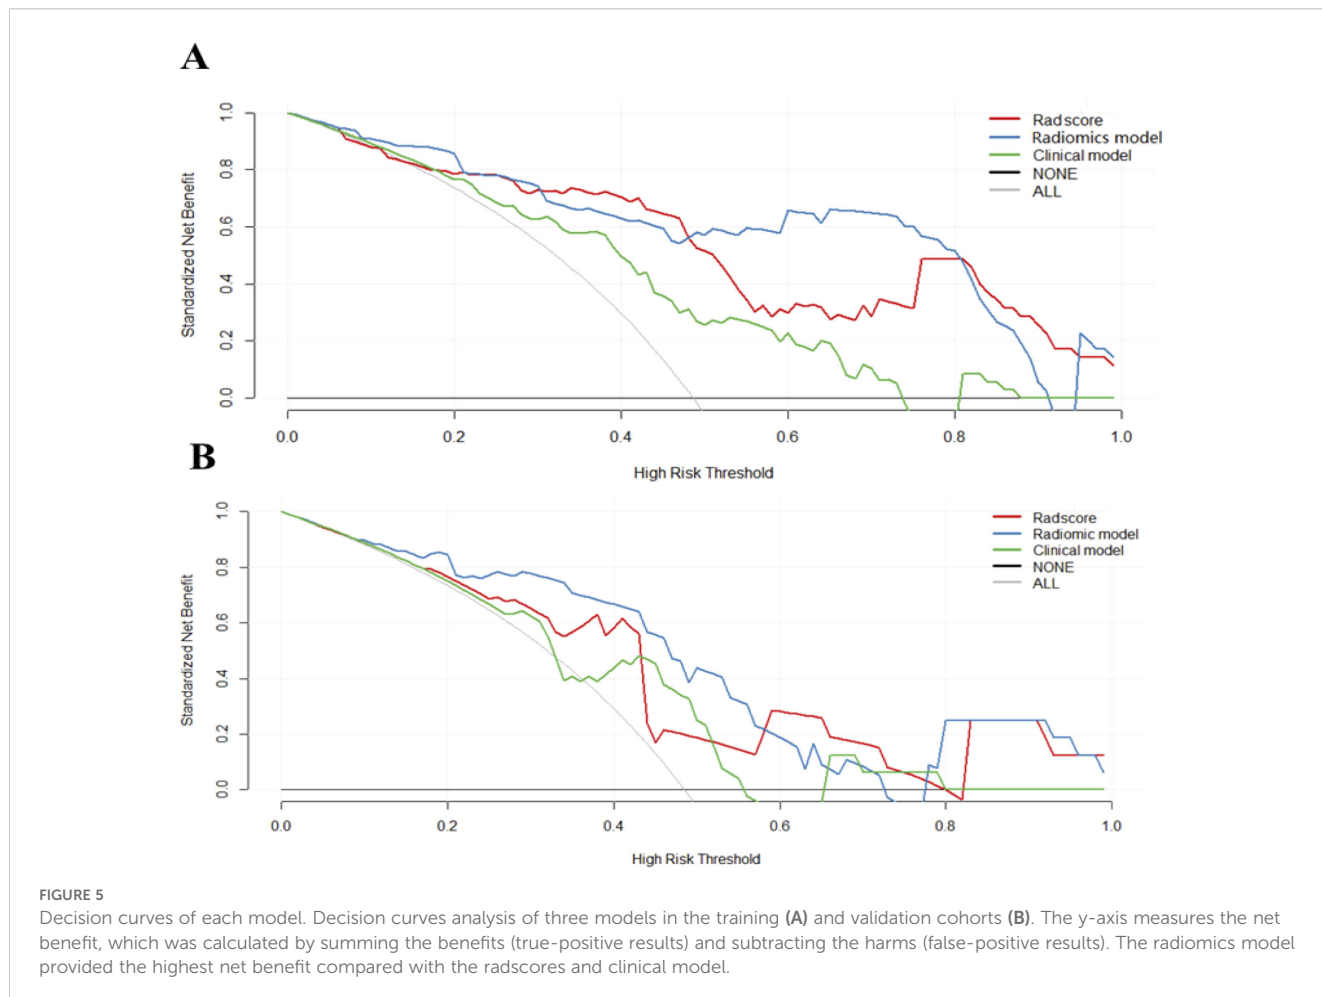 A
Standardized Net Benefit
1.0
0.8
0.6
0.4
0.2
0.0
Radscore
Radiomics model
Clinical model
NONE
ALL
0.0 0.2 0.4 0.6 0.8 1.0
High Risk Threshold
B
Standardized Net Benefit
1.0
0.8
0.6
0.4
0.2
0.0
Radscore
Radiomic model
Clinical model
NONE
ALL
0.0 0.2 0.4 0.6 0.8 1.0
High Risk Threshold
FIGURE 5
Decision curves of each model. Decision curves analysis of three models in the training (A) and validation cohorts (B). The y-axis measures the net
benefit, which was calculated by summing the benefits (true-positive results) and subtracting the harms (false-positive results). The radiomics model
provided the highest net benefit compared with the radscores and clinical model.